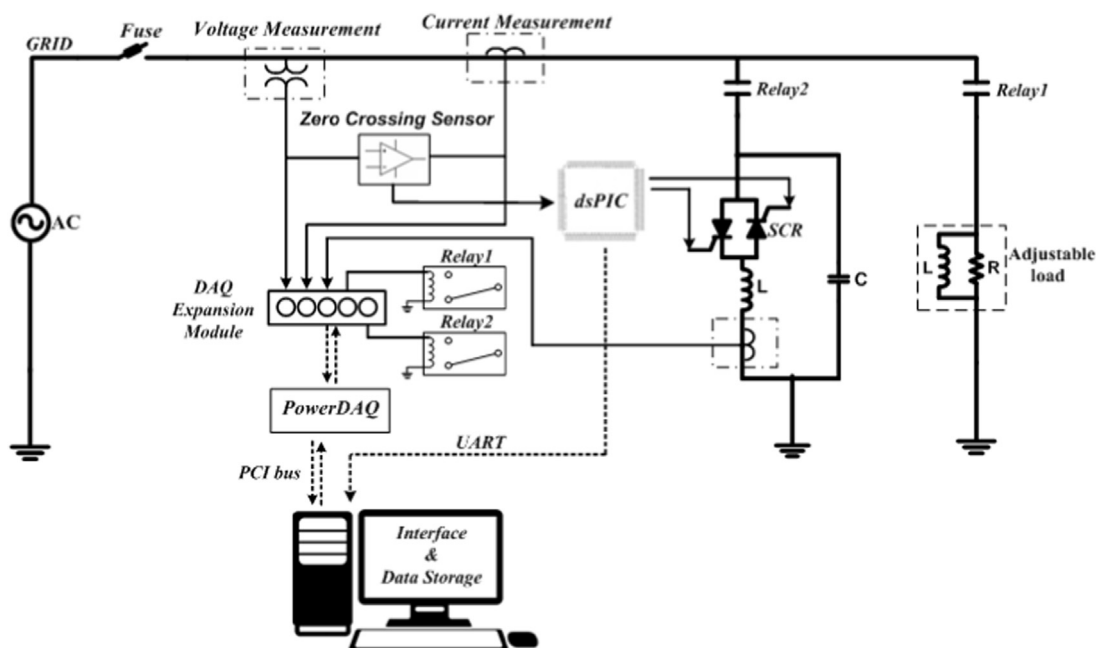 GRID
Fuse
Voltage Measurement
Current Measurement
Relay2
Relay1
Zero Crossing Sensor
dsPIC
SCR
AC
L
C
L
R
Adjustable
load
Relay1
DAQ
Expansion
Module
Relay2
PowerDAQ
UART
PCI bus
Interface
&
Data Storage